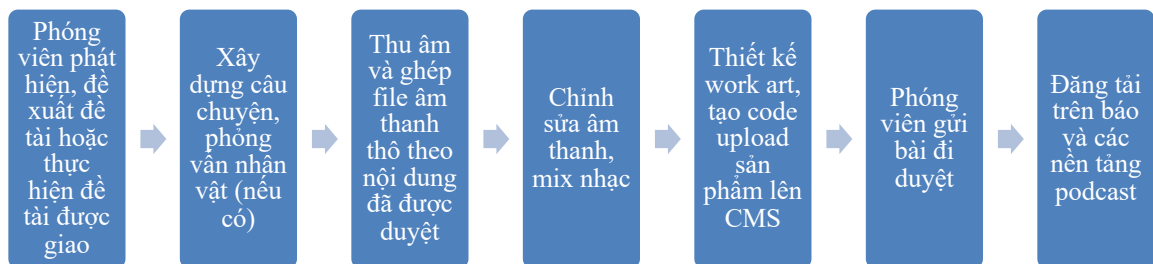 Phóng
viên phát
hiện, đề
xuất đề
tài hoặc
thực
hiện đề
tài được
giao
Xây
dựng câu
chuyện,
phỏng
vấn nhân
vật (nếu
có)
Thu âm
và ghép
file âm
thanh
thô theo
nội dung
đã được
duyệt
Chỉnh
sửa âm
thanh,
mix nhạc
Thiết kế
work art,
tạo code
upload
sản
phẩm lên
CMS
Phóng
viên gửi
bài đi
duyệt
Đăng tải
trên báo
và các
nền tảng
podcast